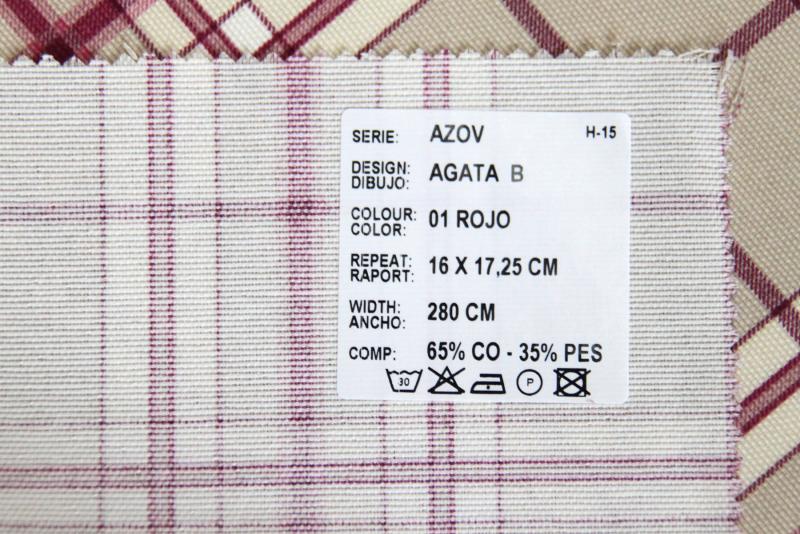 SERIE: AZOV H-15
DESIGN: AGATA B
DIBUJO:
COLOUR: 01 ROJO
COLOR:
REPEAT: 16 X 17,25 CM
RAPORT:
WIDTH: 280 CM
ANCHO:
COMP: 65% CO - 35% PES
30 P